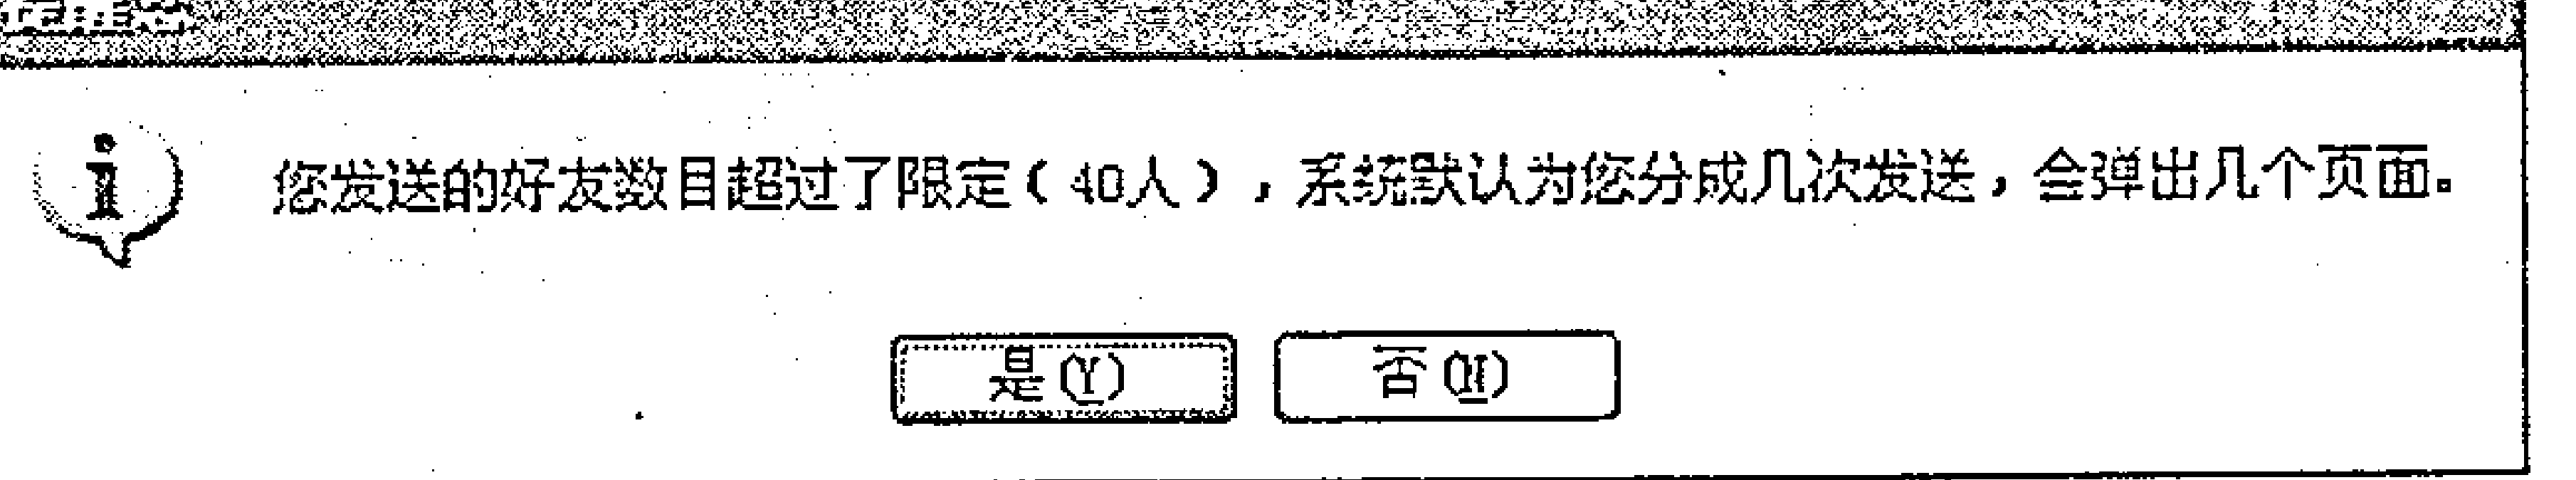 您发送的好友数目超过了限定(40人),系统默认为您分成几次发送,会弹出几个页面。
是(Y) 否(N)